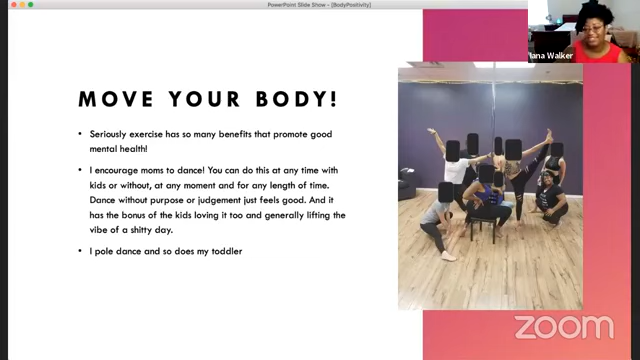 PowerPoint Slide Show - [BodyPositivity]
Iana Walker
MOVE YOUR BODY!
• Seriously exercise has so many benefits that promote good
mental health!
• I encourage moms to dance! You can do this at any time with
kids or without, at any moment and for any length of time.
Dance without purpose or judgement just feels good. And it
has the bonus of the kids loving it too and generally lifting the
vibe of a shitty day.
• I pole dance and so does my toddler
zoom